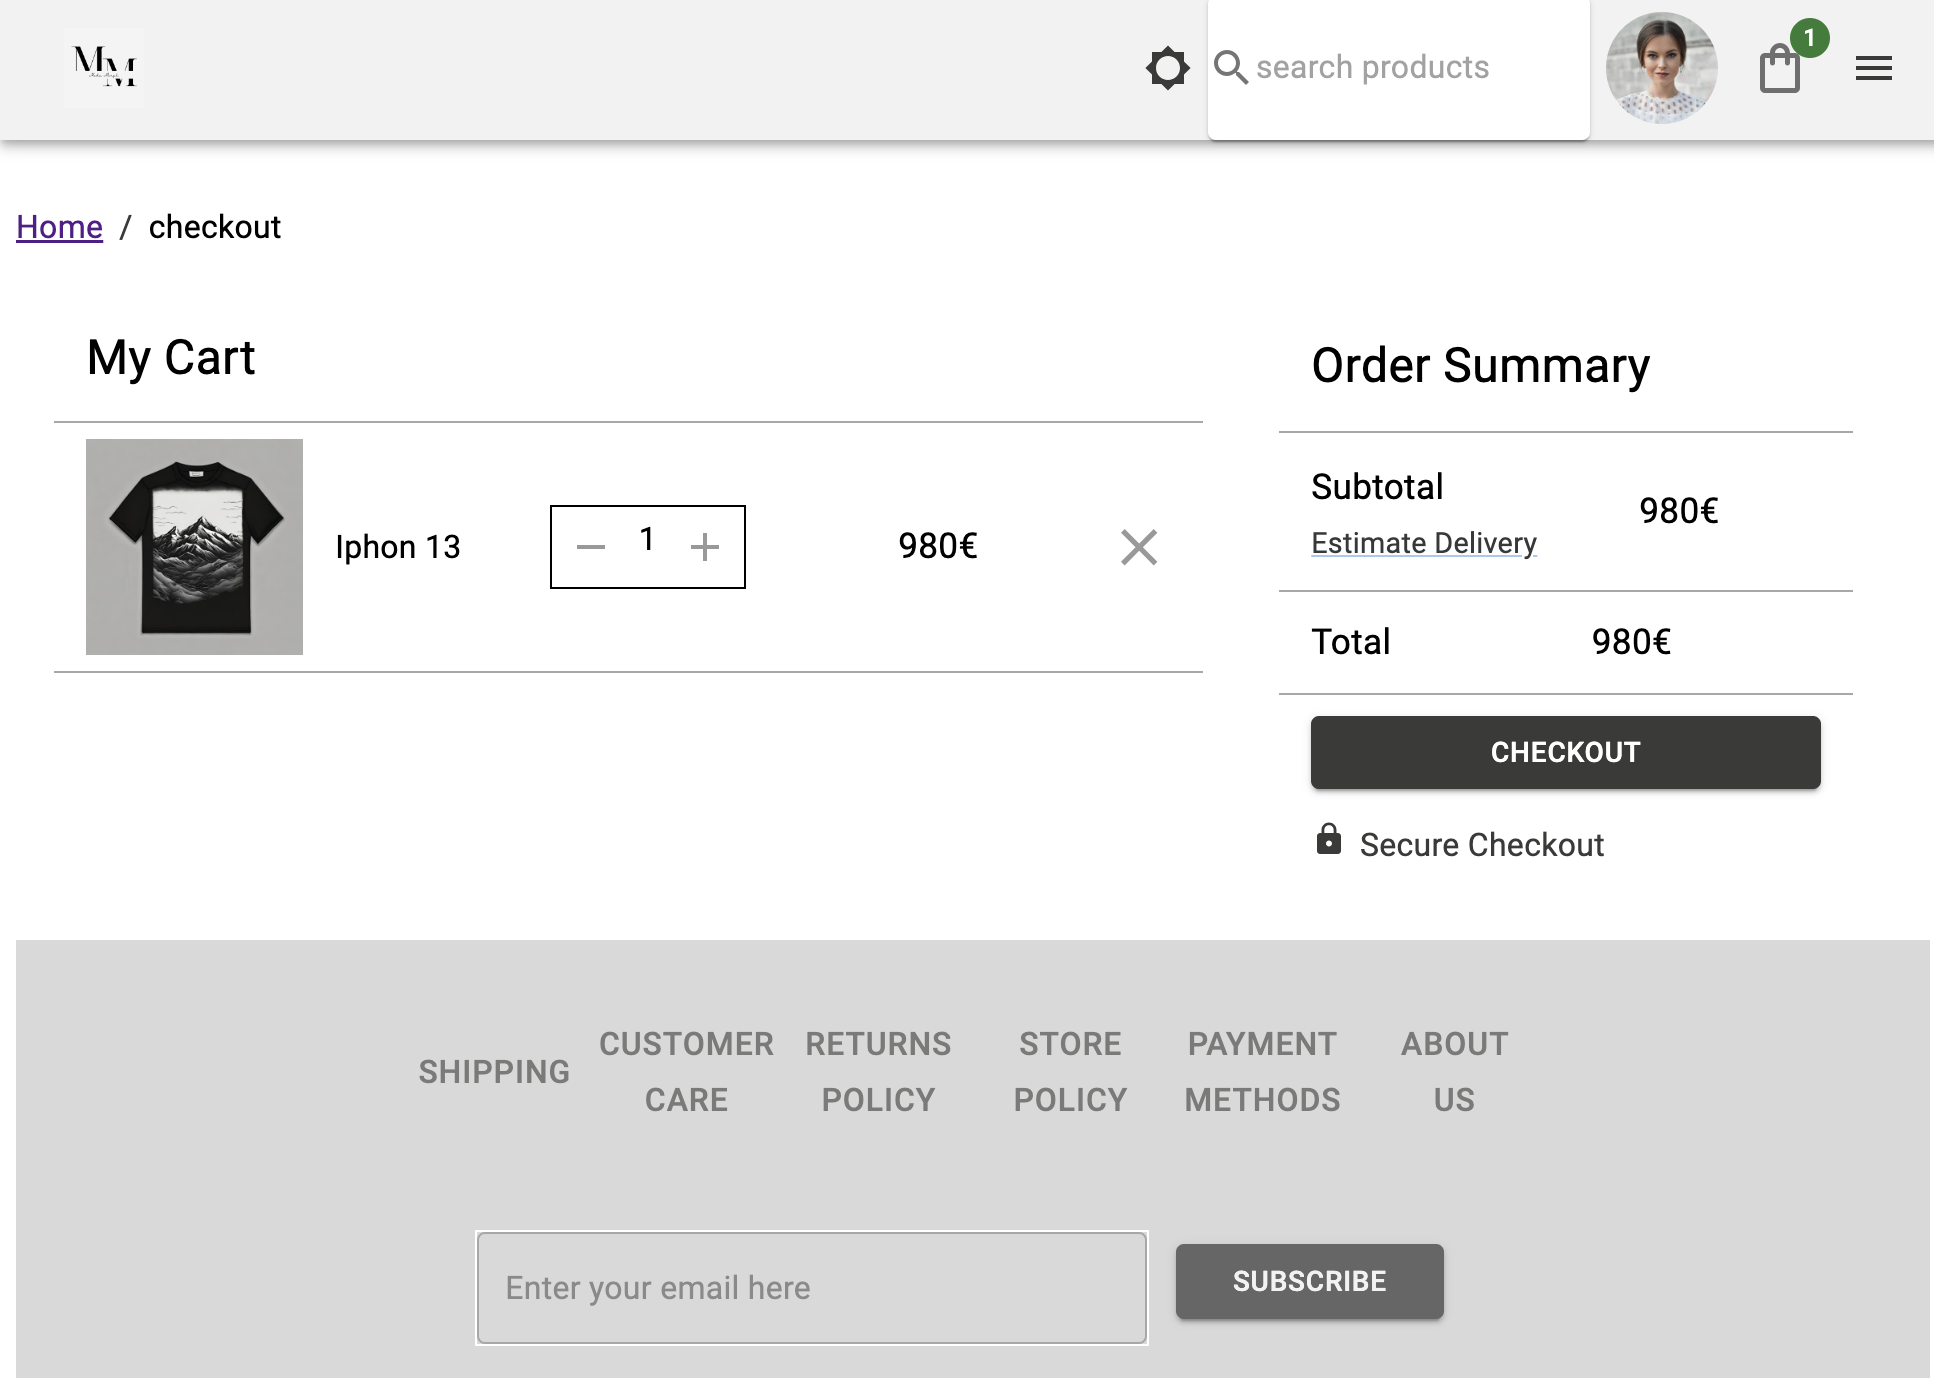 MM
search products
1
Home / checkout
My Cart
Iphon 13
1
980€
Order Summary
Subtotal
980€
Estimate Delivery
Total
980€
CHECKOUT
Secure Checkout
SHIPPING
CUSTOMER
CARE
RETURNS
POLICY
STORE
POLICY
PAYMENT
METHODS
ABOUT
US
Enter your email here
SUBSCRIBE